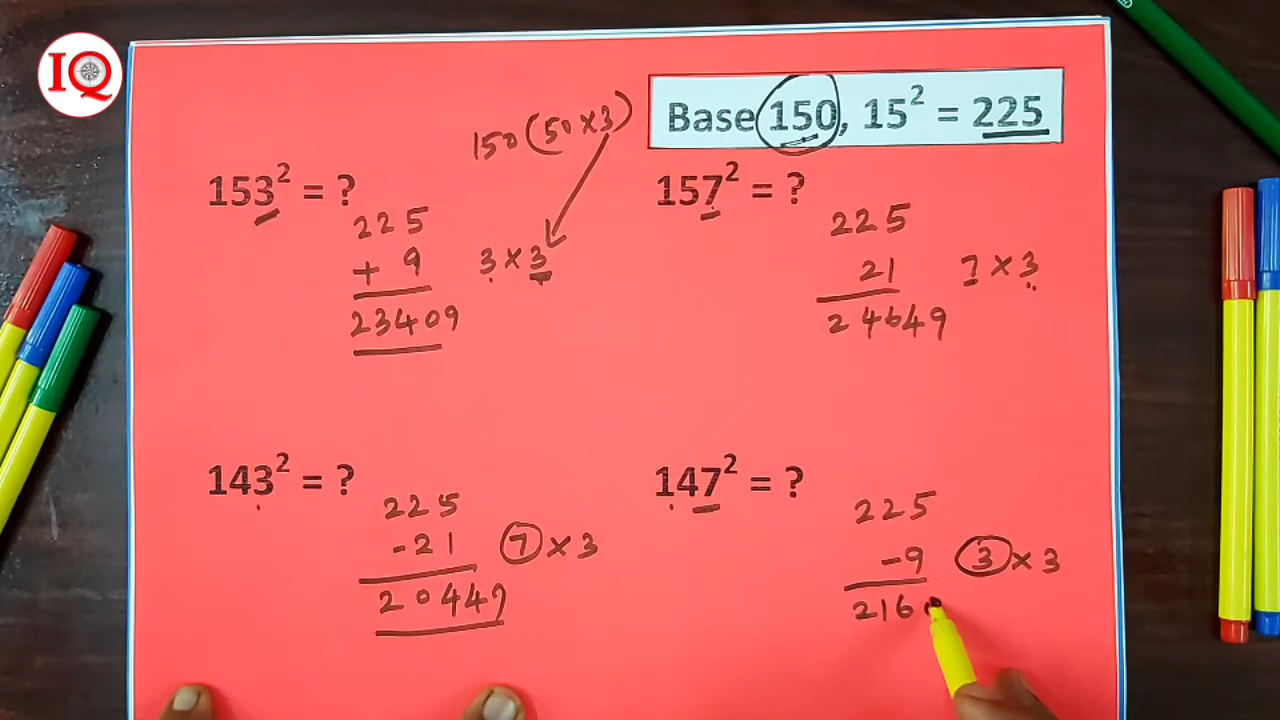 IQ
Base 150, 15² = 225
150 (50 × 3)
153² = ?
225
+ 9
3 × 3
23409
157² = ?
225
21
7 × 3
24649
143² = ?
225
- 21
7 × 3
20449
147² = ?
225
- 9
3 × 3
2160